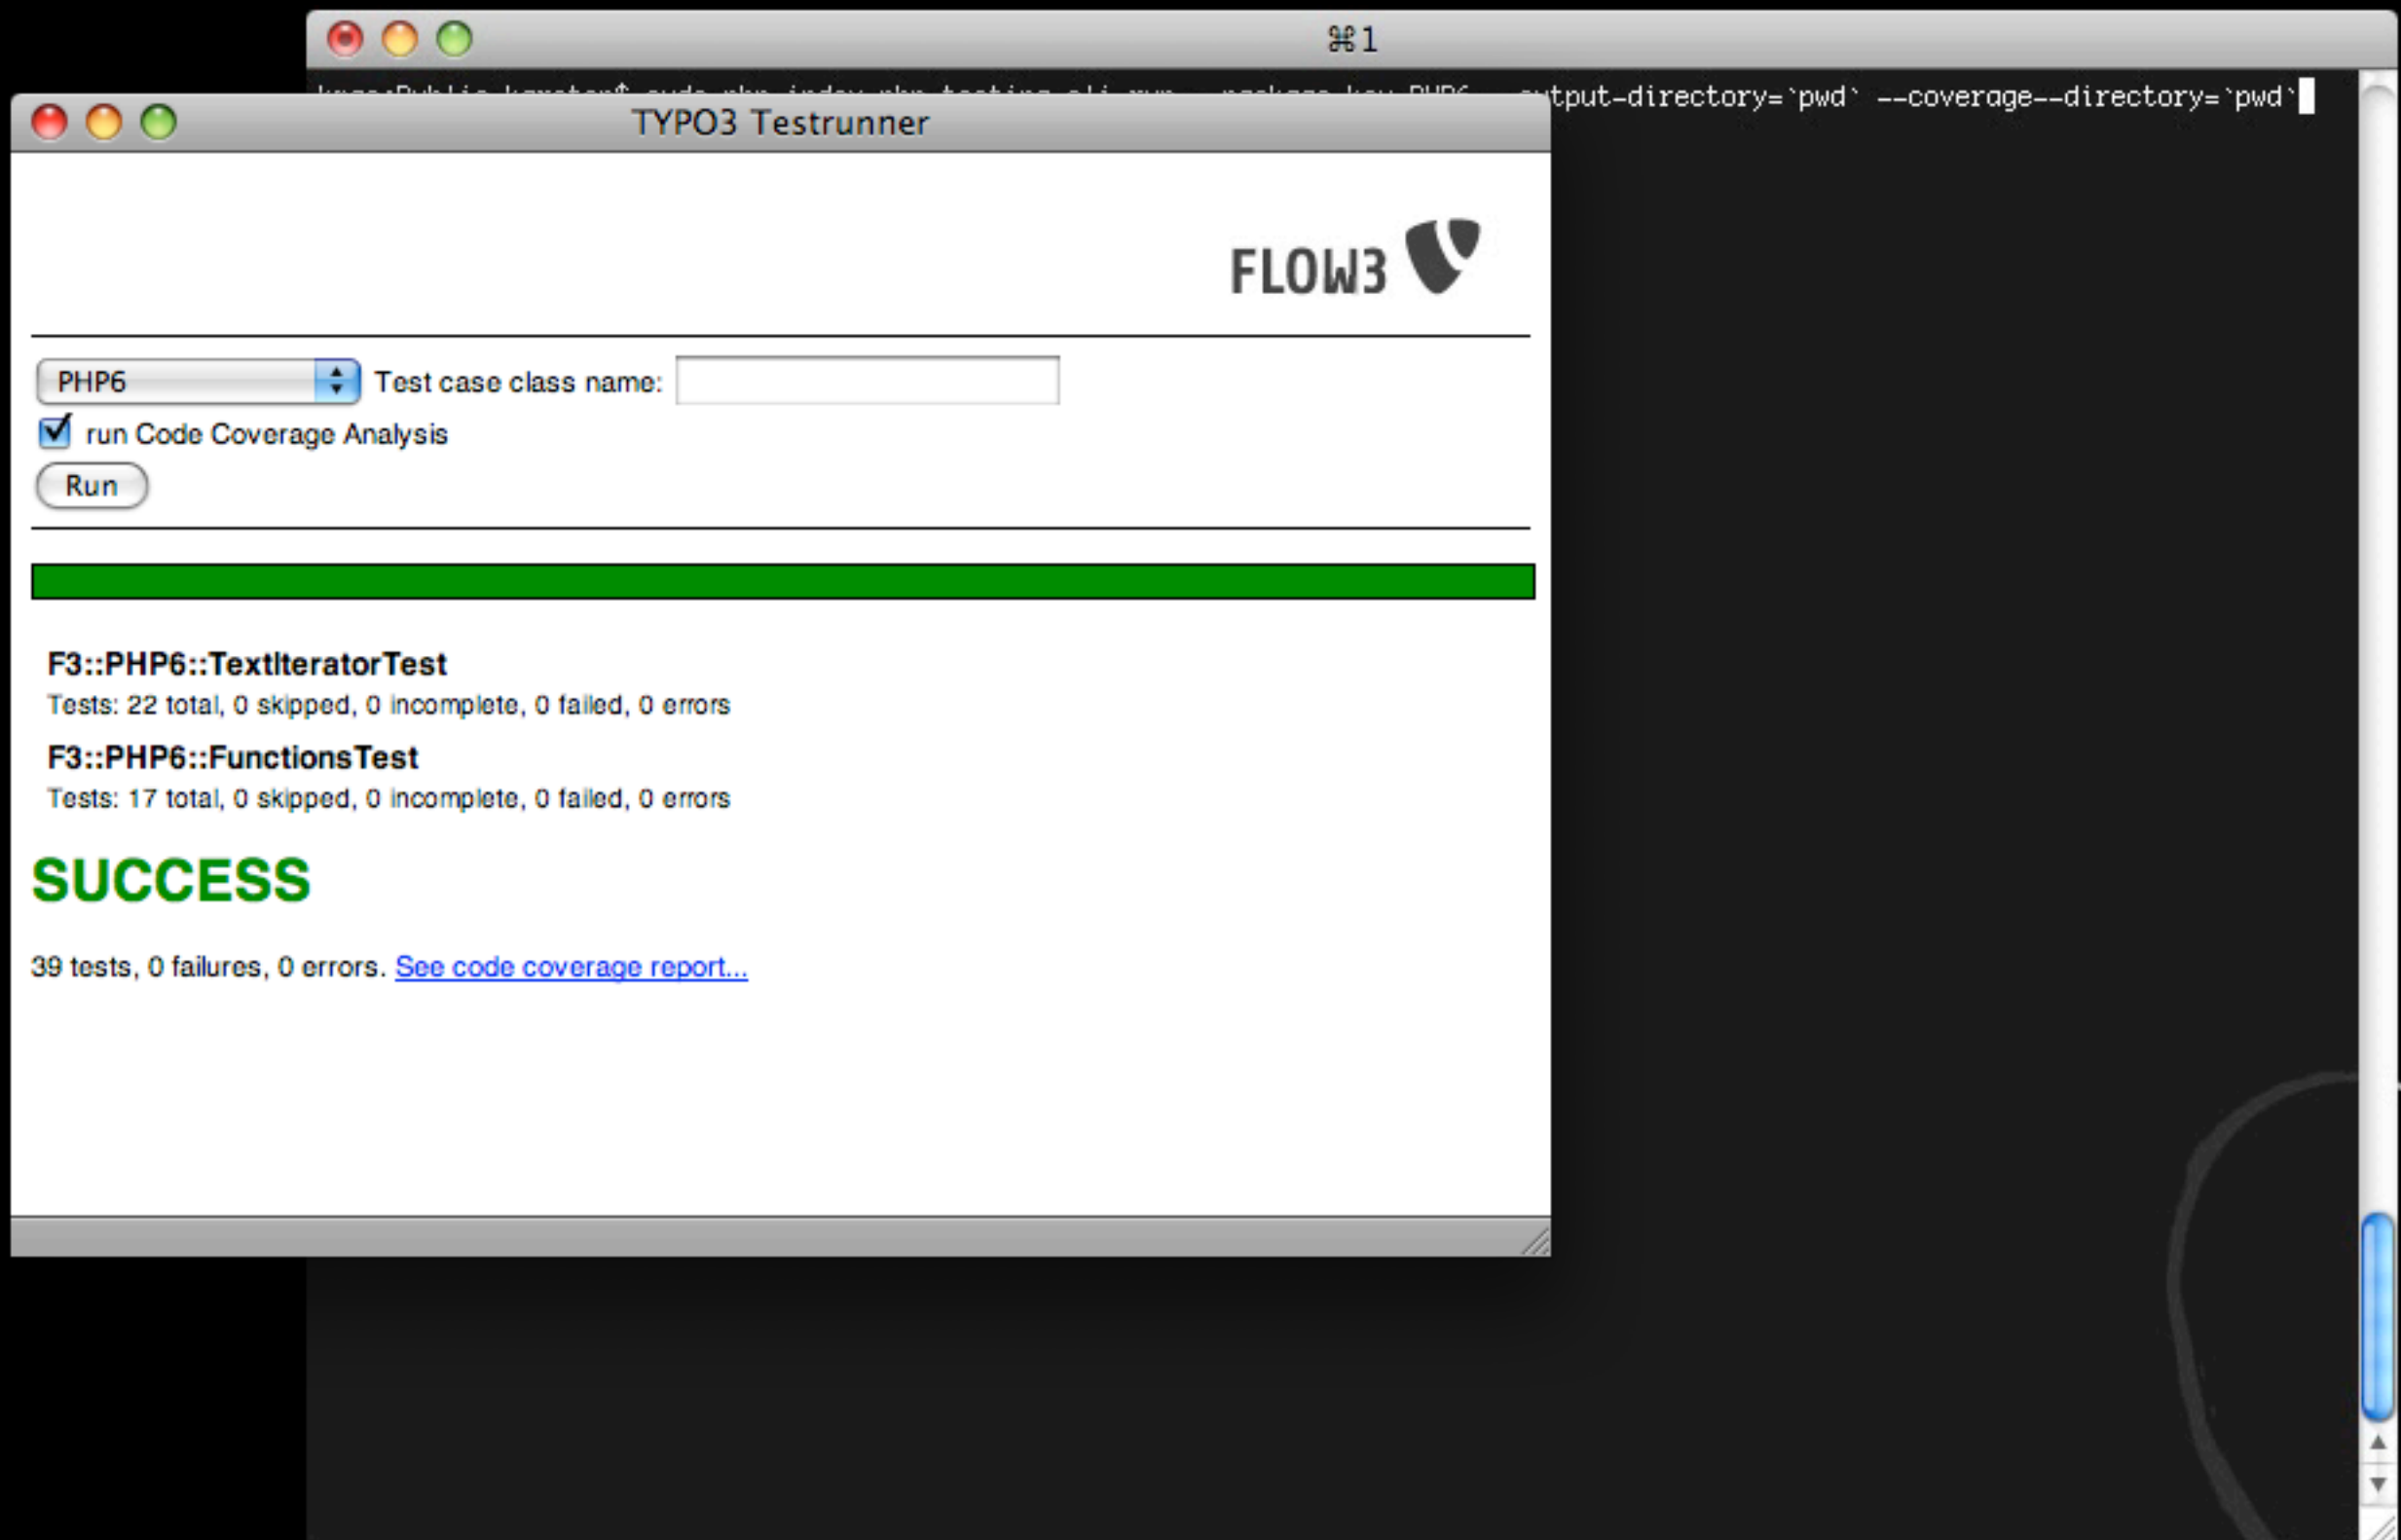 ⌘1
output-directory=`pwd` --coverage--directory=`pwd`
TYPO3 Testrunner
FLOW3
PHP6 Test case class name:
run Code Coverage Analysis
Run
F3::PHP6::TextIteratorTest
Tests: 22 total, 0 skipped, 0 incomplete, 0 failed, 0 errors
F3::PHP6::FunctionsTest
Tests: 17 total, 0 skipped, 0 incomplete, 0 failed, 0 errors
SUCCESS
39 tests, 0 failures, 0 errors. See code coverage report...